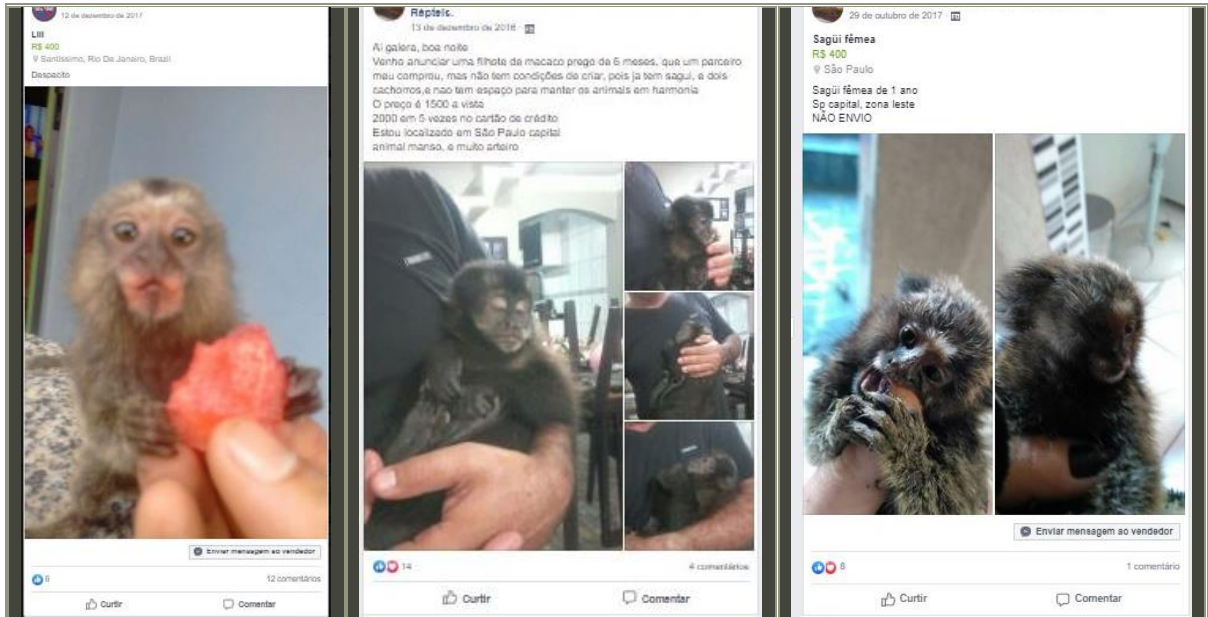 12 de dezembro de 2017
Lili
R$ 400
Santíssimo, Rio De Janeiro, Brazil
Despacito
Enviar mensagem ao vendedor
6
12 comentários
Curtir
Comentar
Répteis.
13 de dezembro de 2016
Ai galera, boa noite
Venho anunciar uma filhote de macaco prego de 6 meses, que um parceiro
meu comprou, mas não tem condições de criar, pois ja tem sagui, e dois
cachorros,e nao tem espaço para manter os animais em harmonia
O preço é 1500 a vista
2000 em 5 vezes no cartão de crédito
Estou localizado em São Paulo capital
animal manso, e muito arteiro
14
4 comentários
Curtir
Comentar
29 de outubro de 2017
Sagüi fêmea
R$ 400
São Paulo
Sagüi fêmea de 1 ano
Sp capital, zona leste
NÃO ENVIO
Enviar mensagem ao vendedor
8
1 comentário
Curtir
Comentar